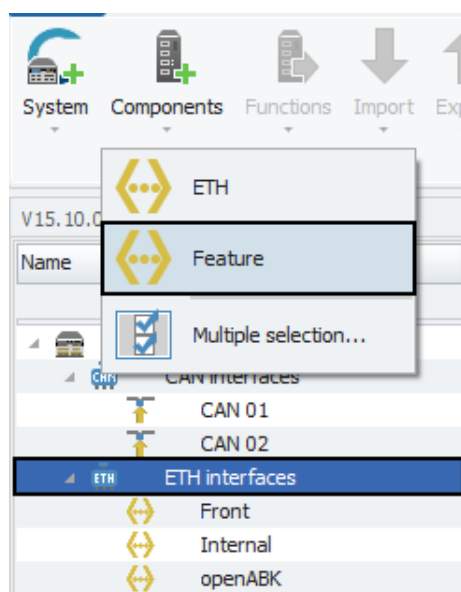 System Components Functions Import
ETH
V15.10.0
Feature
Name
Multiple selection...
CAN interfaces
CAN 01
CAN 02
ETH ETH interfaces
Front
Internal
openABK